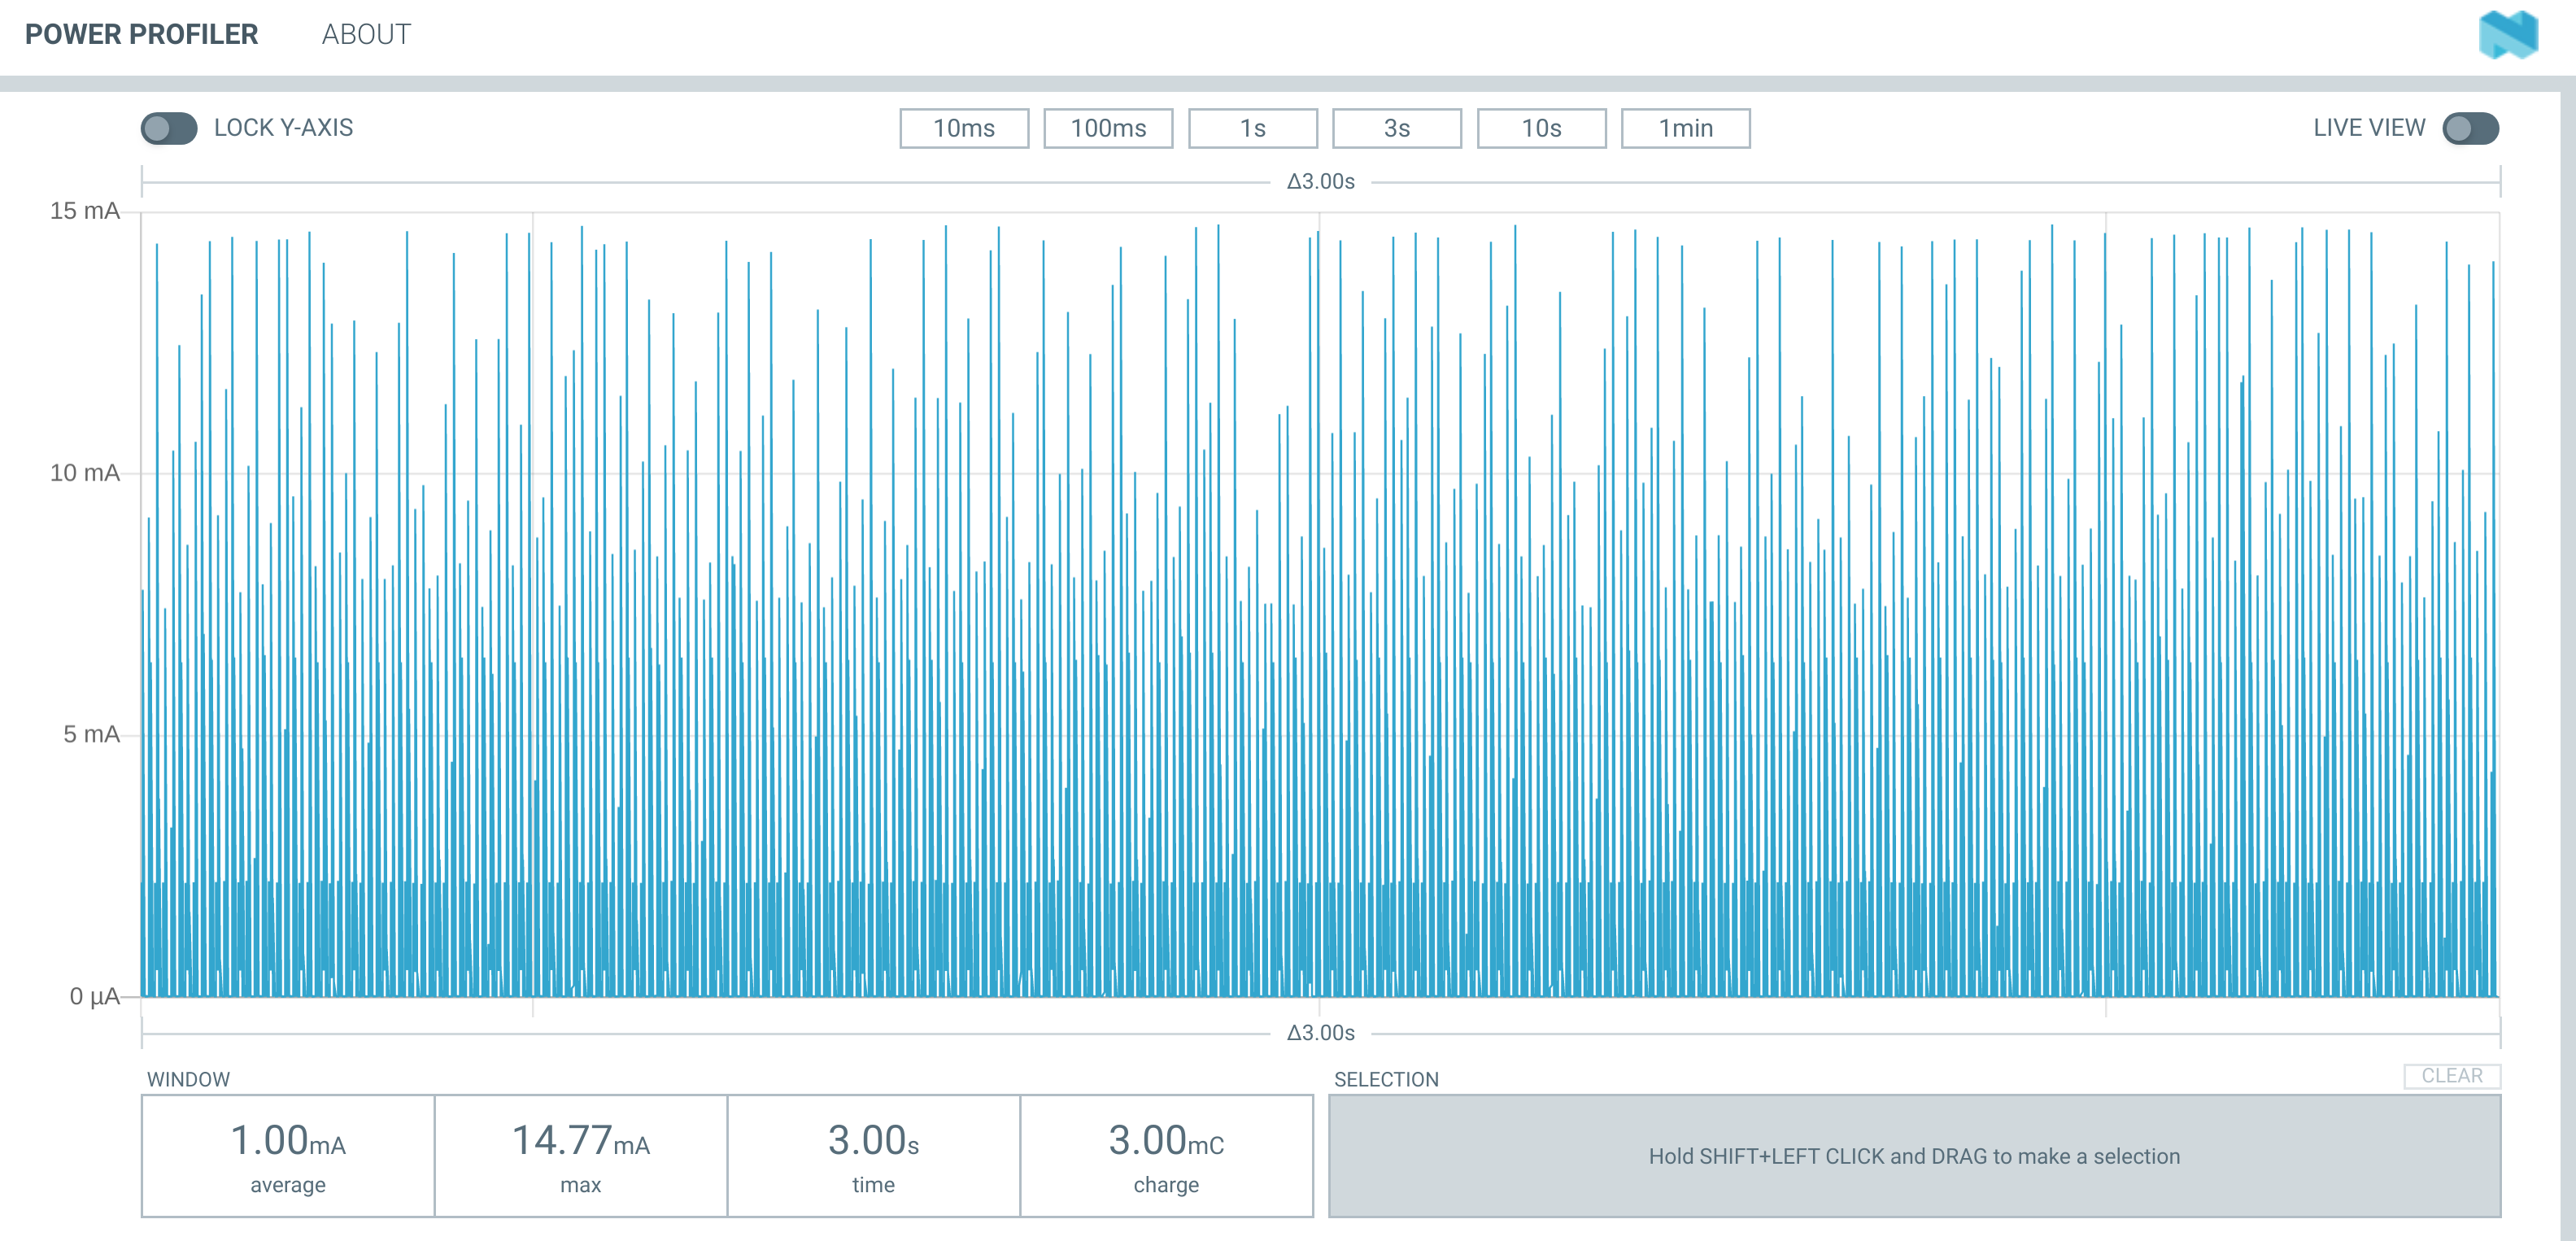 POWER PROFILER ABOUT
LOCK Y-AXIS 10ms 100ms 1s 3s 10s 1min LIVE VIEW
Δ3.00s
15 mA
10 mA
5 mA
0 µA
Δ3.00s
WINDOW SELECTION CLEAR
1.00mA 14.77mA 3.00s 3.00mC
average max time charge
Hold SHIFT+LEFT CLICK and DRAG to make a selection